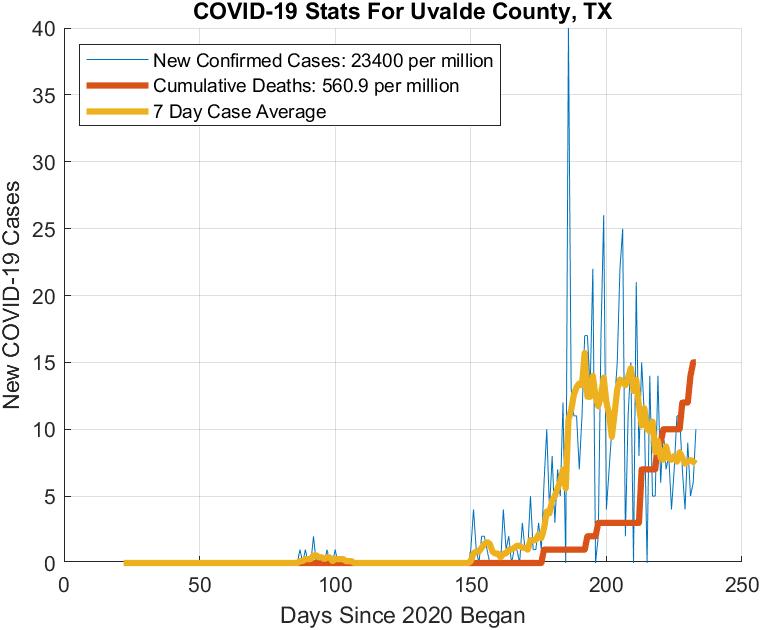 COVID-19 Stats For Uvalde County, TX
New Confirmed Cases: 23400 per million
Cumulative Deaths: 560.9 per million
7 Day Case Average
New COVID-19 Cases
40
35
30
25
20
15
10
5
0
0 50 100 150 200 250
Days Since 2020 Began